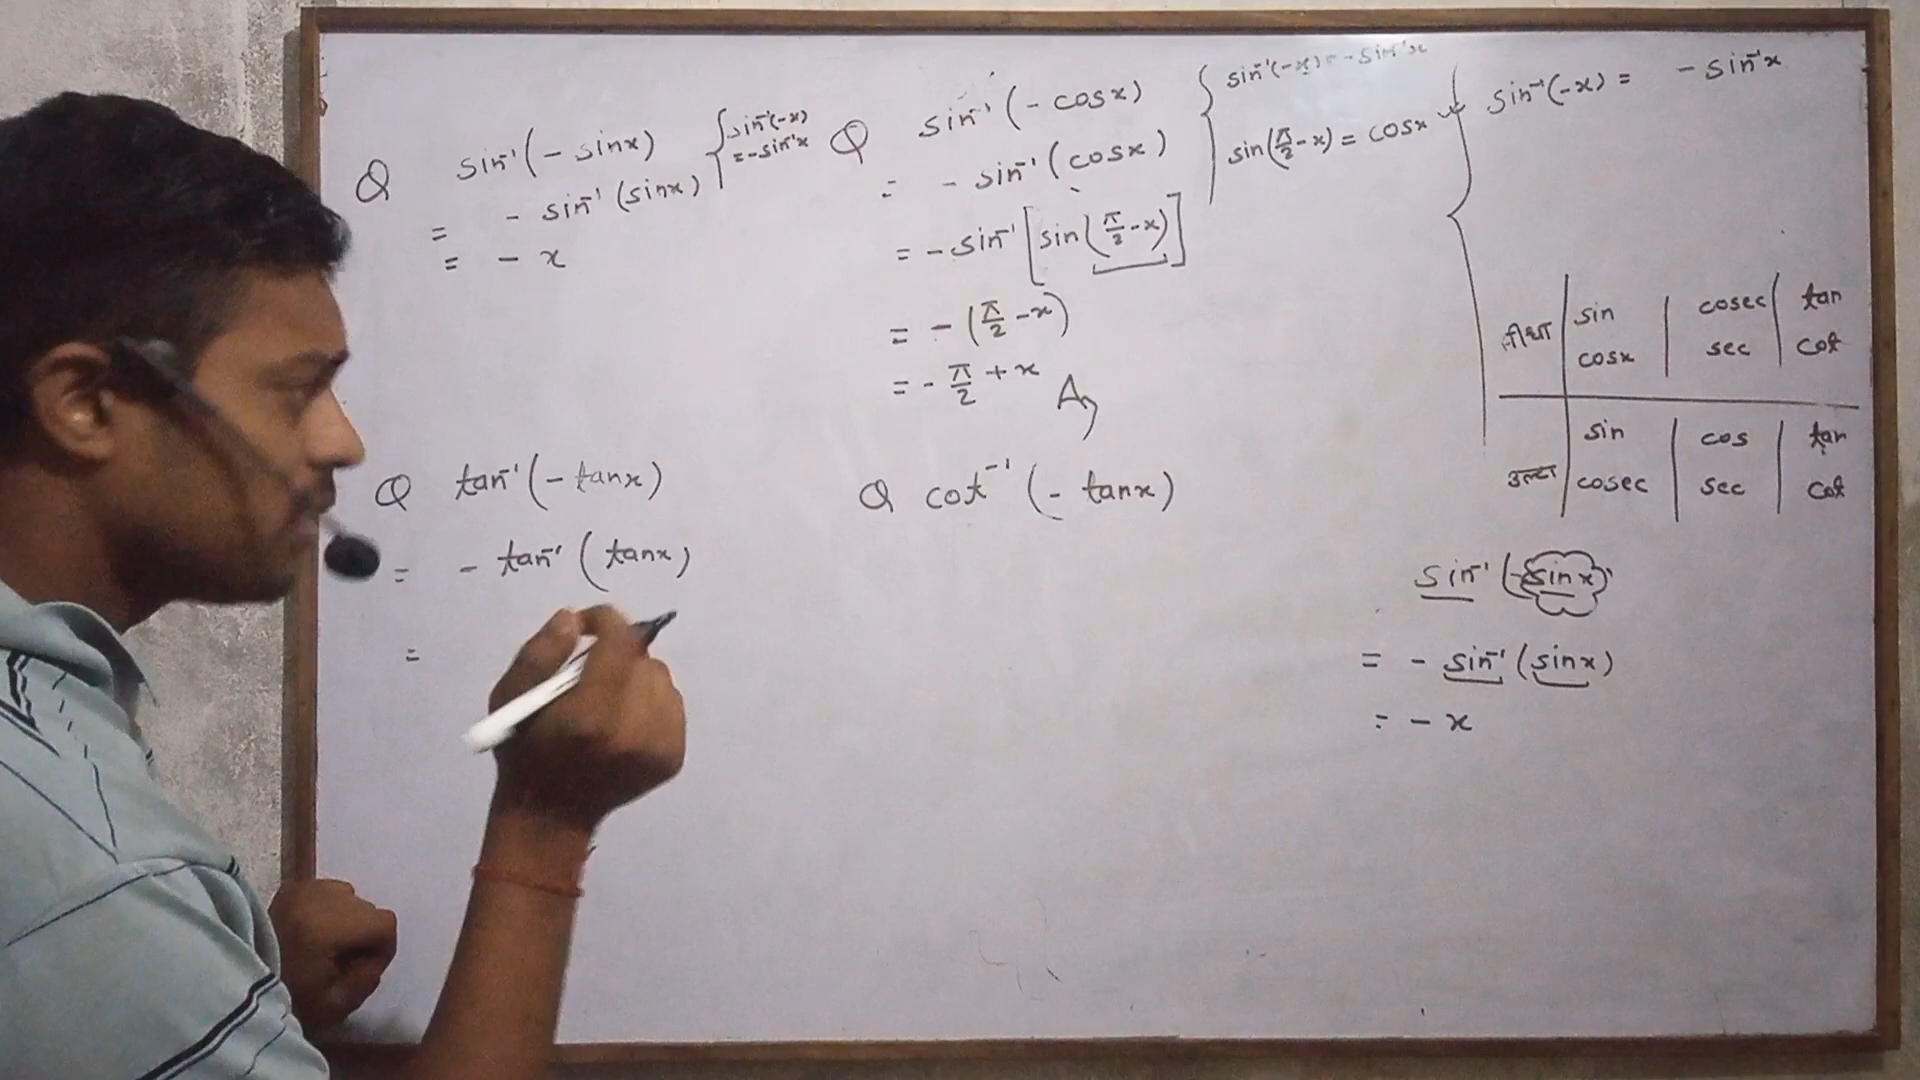 Q sin⁻¹(- sinx) {sin⁻¹(-x)
= -sin⁻¹x
= - sin⁻¹(sinx)
= - x
Q sin⁻¹(- cosx) {sin⁻¹(-x) = - sin⁻¹x
sin(π/2 - x) = cosx
= - sin⁻¹(cosx)
= - sin⁻¹[sin(π/2 - x)]
= - (π/2 - x)
= - π/2 + x Ans
sin⁻¹(-x) = - sin⁻¹x
सीधा | sin | cosec | tan
cosx | sec | cot
उल्टा | sin | cos | tan
cosec | sec | cot
Q tan⁻¹(- tanx)
= - tan⁻¹(tanx)
=
Q cot⁻¹(- tanx)
sin⁻¹(-sinx)
= - sin⁻¹(sinx)
= - x